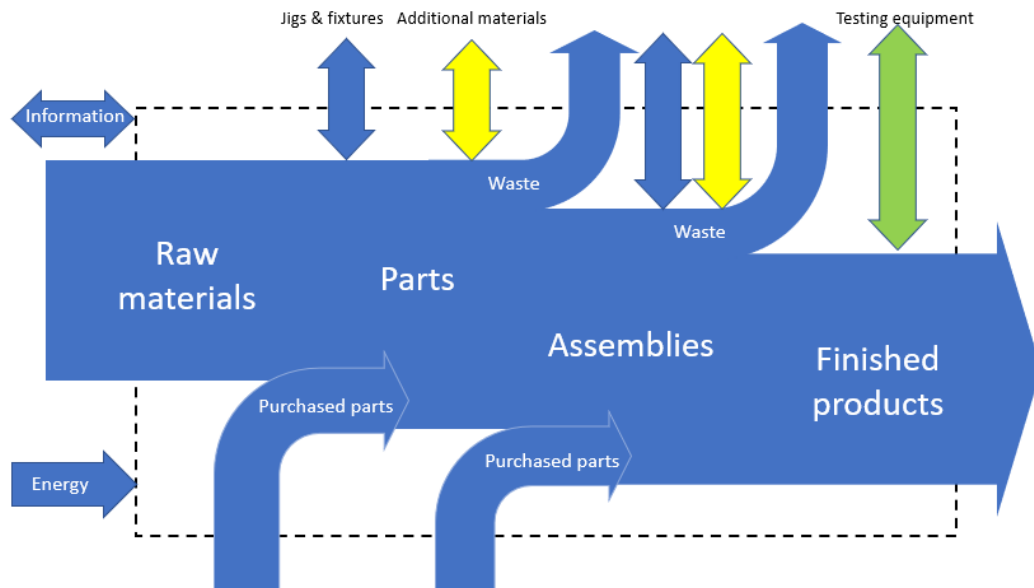 Jigs & fixtures
Additional materials
Testing equipment
Information
Waste
Waste
Raw
materials
Parts
Assemblies
Finished
products
Purchased parts
Purchased parts
Energy